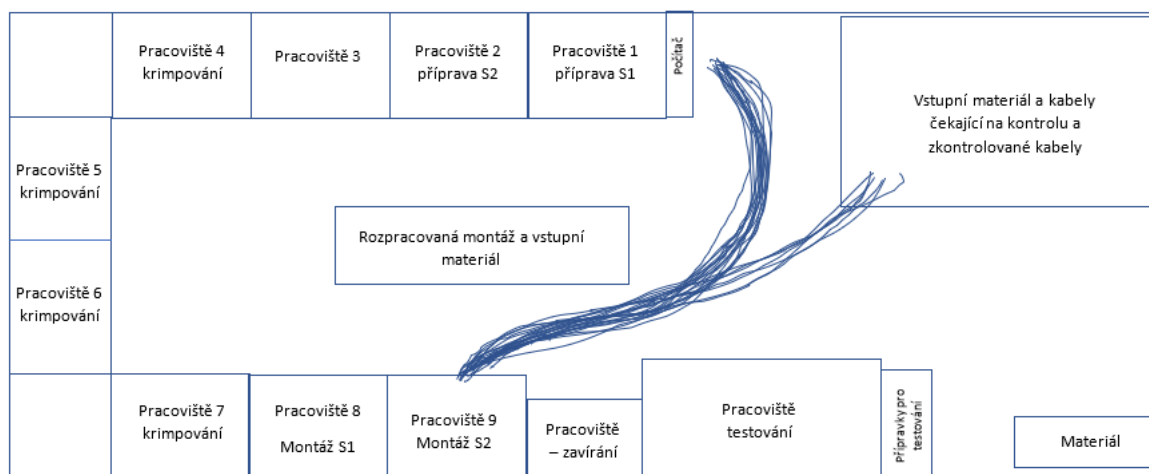 Pracoviště 4
krimpování
Pracoviště 3
Pracoviště 2
příprava S2
Pracoviště 1
příprava S1
Počítač
Vstupní materiál a kabely
čekající na kontrolu a
zkontrolované kabely
Pracoviště 5
krimpování
Rozpracovaná montáž a vstupní
materiál
Pracoviště 6
krimpování
Pracoviště 7
krimpování
Pracoviště 8
Montáž S1
Pracoviště 9
Montáž S2
Pracoviště
– zavírání
Pracoviště
testování
Přípravky pro
testování
Materiál